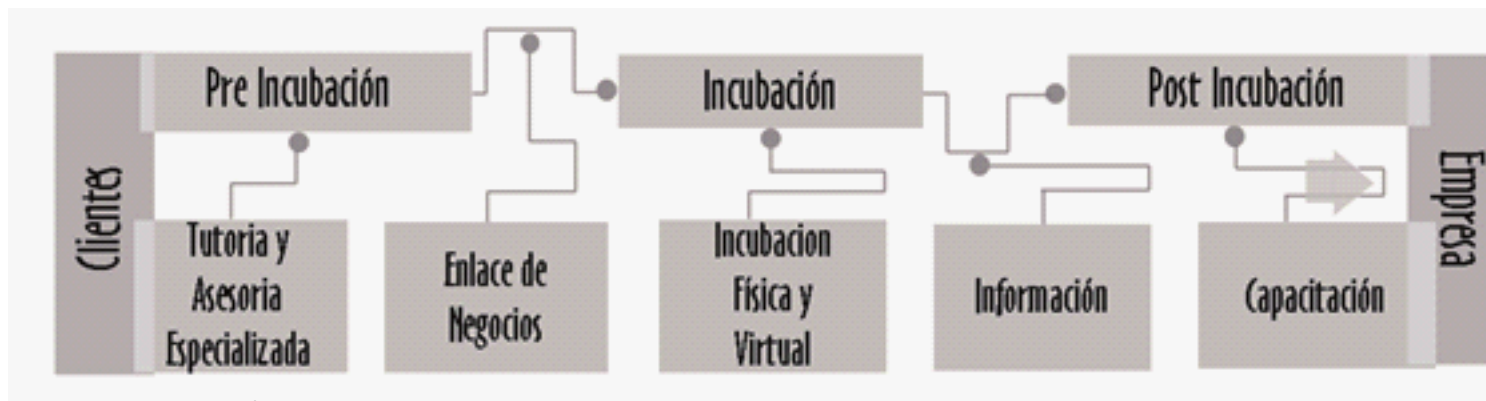 Clientes
Pre Incubación
Incubación
Post Incubación
Empresa
Tutoria y
Asesoria
Especializada
Enlace de
Negocios
Incubacion
Física y
Virtual
Información
Capacitación